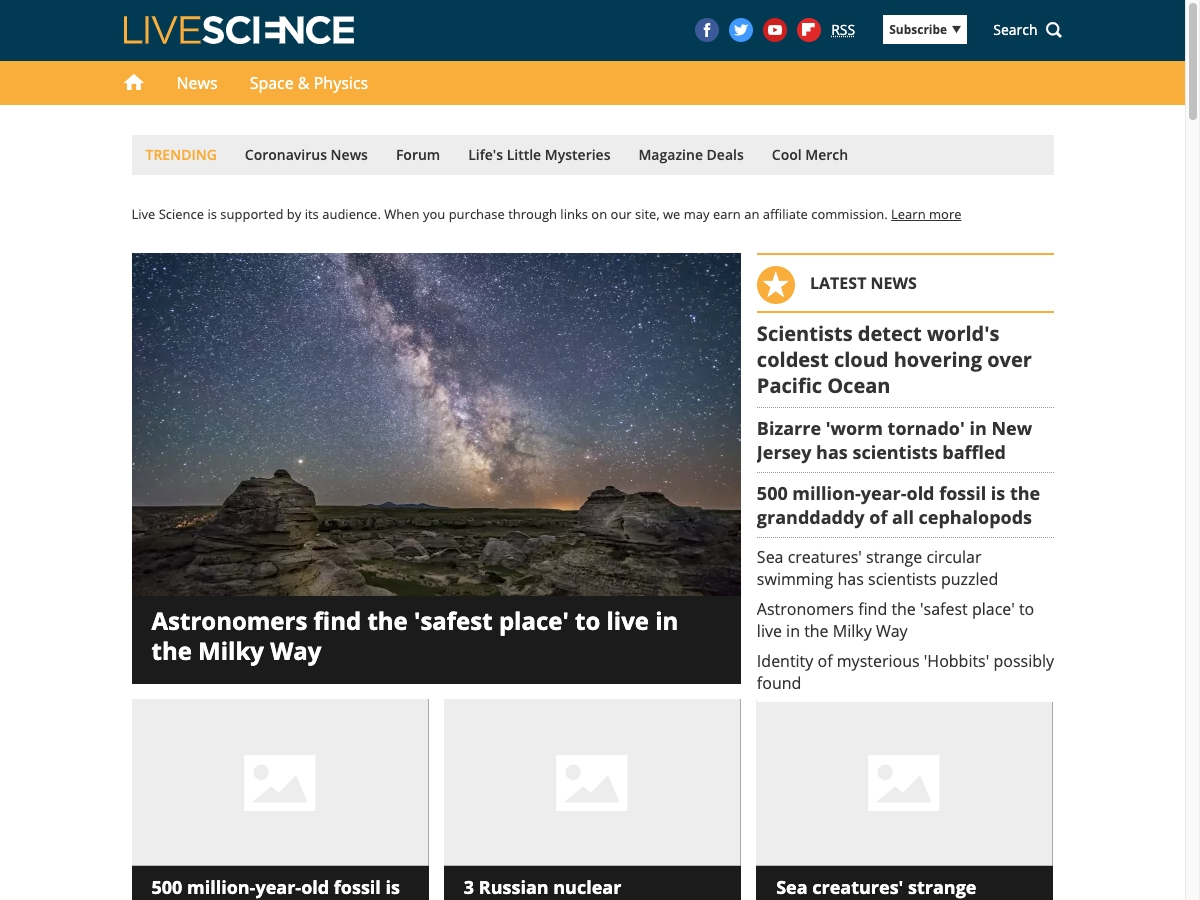 LIVESCIENCE
RSS
Subscribe ▼
Search
News
Space & Physics
TRENDING
Coronavirus News
Forum
Life's Little Mysteries
Magazine Deals
Cool Merch
Live Science is supported by its audience. When you purchase through links on our site, we may earn an affiliate commission. Learn more
Astronomers find the 'safest place' to live in
the Milky Way
LATEST NEWS
Scientists detect world's
coldest cloud hovering over
Pacific Ocean
Bizarre 'worm tornado' in New
Jersey has scientists baffled
500 million-year-old fossil is the
granddaddy of all cephalopods
Sea creatures' strange circular
swimming has scientists puzzled
Astronomers find the 'safest place' to
live in the Milky Way
Identity of mysterious 'Hobbits' possibly
found
500 million-year-old fossil is
3 Russian nuclear
Sea creatures' strange